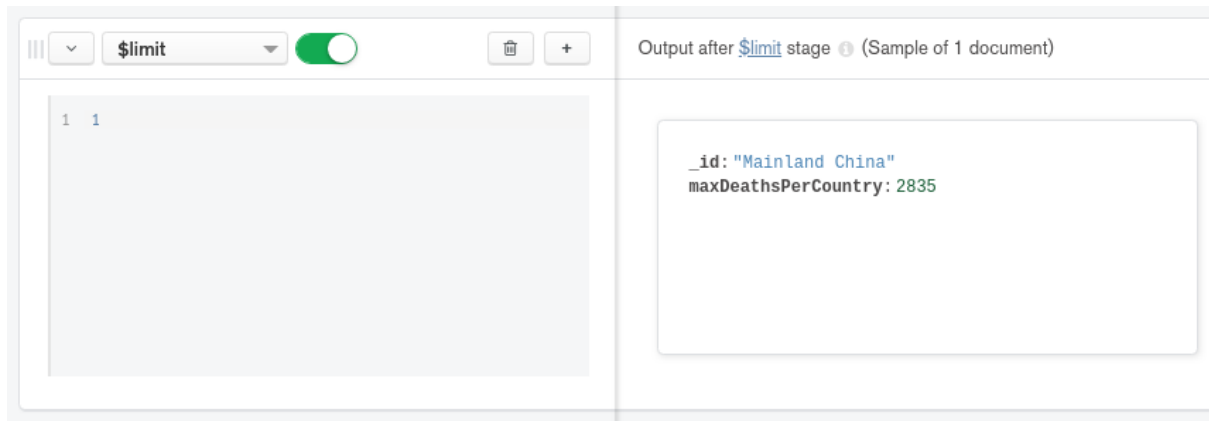 $limit
+
Output after $limit stage (Sample of 1 document)
1 1
_id: "Mainland China"
maxDeathsPerCountry: 2835